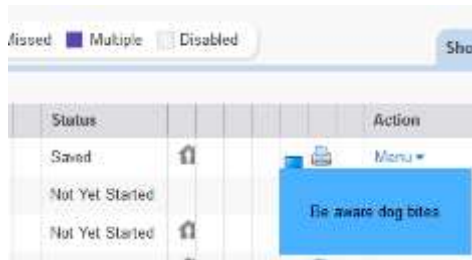 Missed Multiple Disabled
Sho
Status Action
Saved Menu
Not Yet Started
Be aware dog bites
Not Yet Started